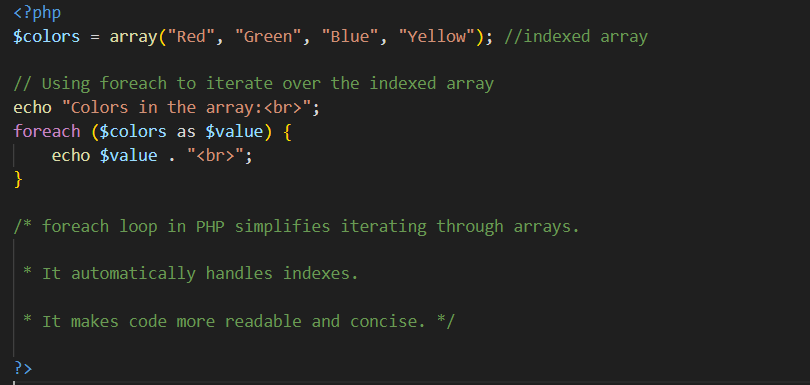 <?php
$colors = array("Red", "Green", "Blue", "Yellow"); //indexed array
// Using foreach to iterate over the indexed array
echo "Colors in the array:<br>";
foreach ($colors as $value) {
    echo $value . "<br>";
}
/* foreach loop in PHP simplifies iterating through arrays.
 * It automatically handles indexes.
 * It makes code more readable and concise. */
?>